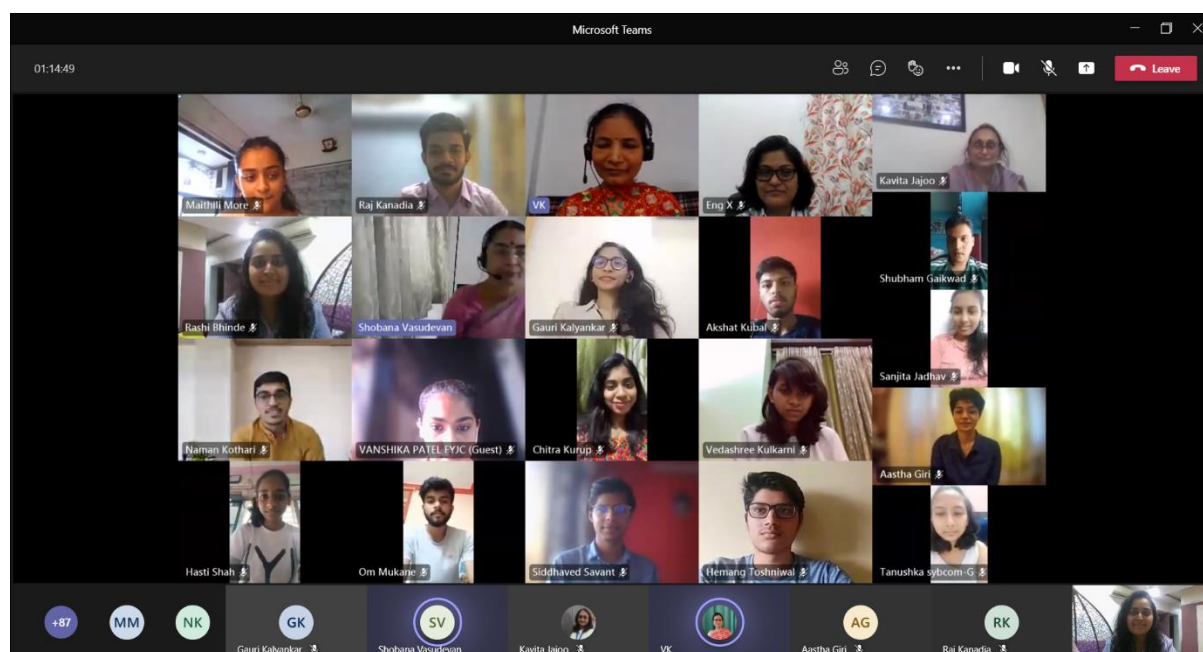 Microsoft Teams
01:14:49
Leave
Maithili More
Raj Kanadia
VK
Eng X
Kavita Jajoo
Rashi Bhinde
Shobana Vasudevan
Gauri Kalyankar
Akshat Kubal
Shubham Gaikwad
Sanjita Jadhav
Naman Kothari
VANSHIKA PATEL FYJC (Guest)
Chitra Kurup
Vedashree Kulkarni
Aastha Giri
Hasti Shah
Om Mukane
Siddhaved Savant
Hemang Toshniwal
Tanushka sybcom-G
+87
MM
NK
GK
SV
AG
RK
Gauri Kalyankar
Shobana Vasudevan
Kavita Jajoo
VK
Aastha Giri
Raj Kanadia